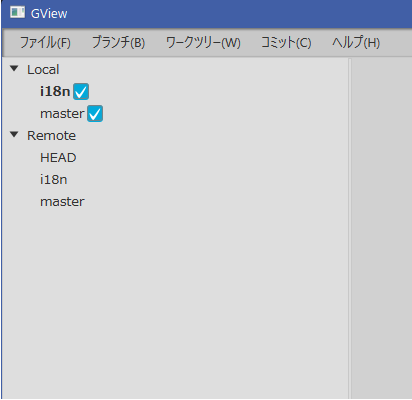 GView
ファイル(F) ブランチ(B) ワークツリー(W) コミット(C) ヘルプ(H)
Local
i18n
master
Remote
HEAD
i18n
master